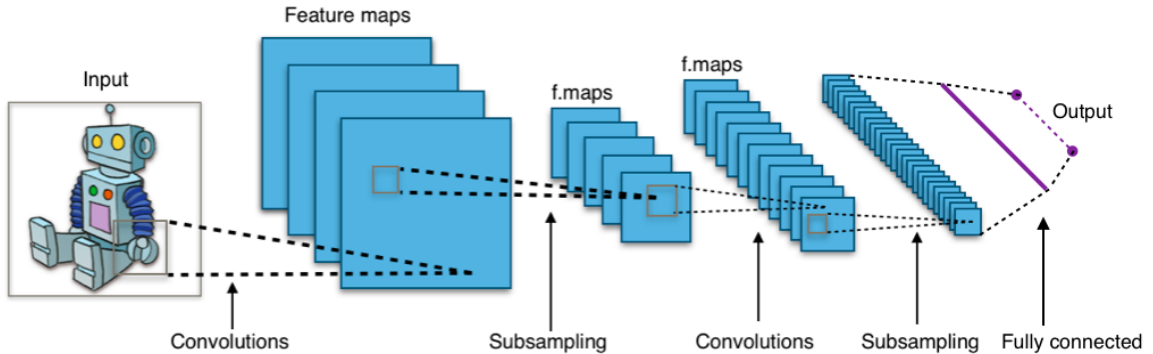 Feature maps
Input
f.maps
f.maps
Output
Convolutions
Subsampling
Convolutions
Subsampling
Fully connected